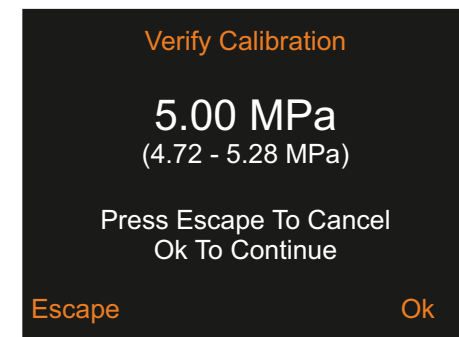 Verify Calibration
5.00 MPa
(4.72 - 5.28 MPa)
Press Escape To Cancel
Ok To Continue
Escape Ok